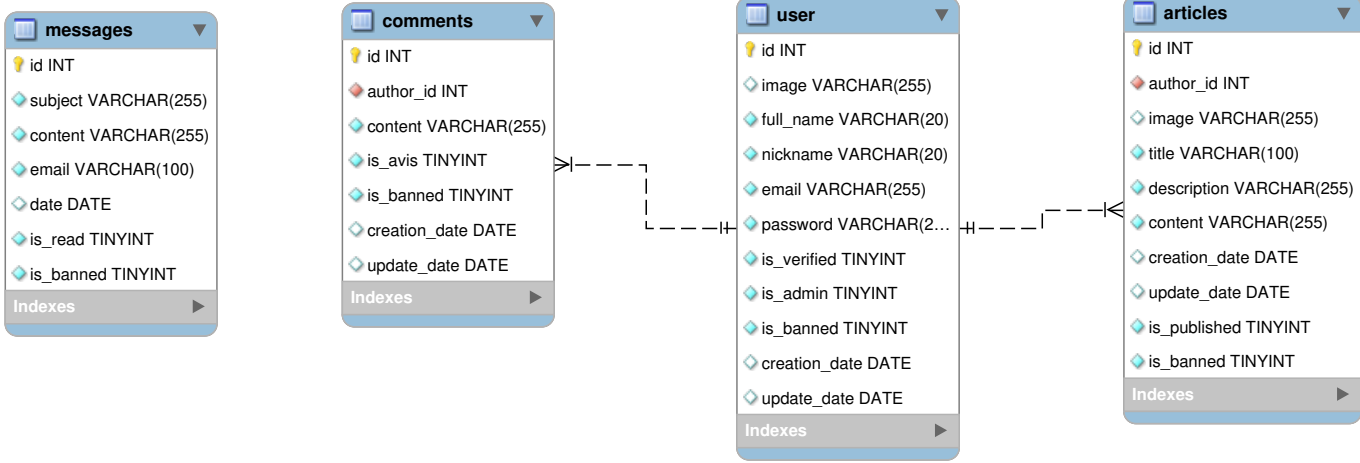 messages
id INT
subject VARCHAR(255)
content VARCHAR(255)
email VARCHAR(100)
date DATE
is_read TINYINT
is_banned TINYINT
Indexes
comments
id INT
author_id INT
content VARCHAR(255)
is_avis TINYINT
is_banned TINYINT
creation_date DATE
update_date DATE
Indexes
user
id INT
image VARCHAR(255)
full_name VARCHAR(20)
nickname VARCHAR(20)
email VARCHAR(255)
password VARCHAR(2…
is_verified TINYINT
is_admin TINYINT
is_banned TINYINT
creation_date DATE
update_date DATE
Indexes
articles
id INT
author_id INT
image VARCHAR(255)
title VARCHAR(100)
description VARCHAR(255)
content VARCHAR(255)
creation_date DATE
update_date DATE
is_published TINYINT
is_banned TINYINT
Indexes